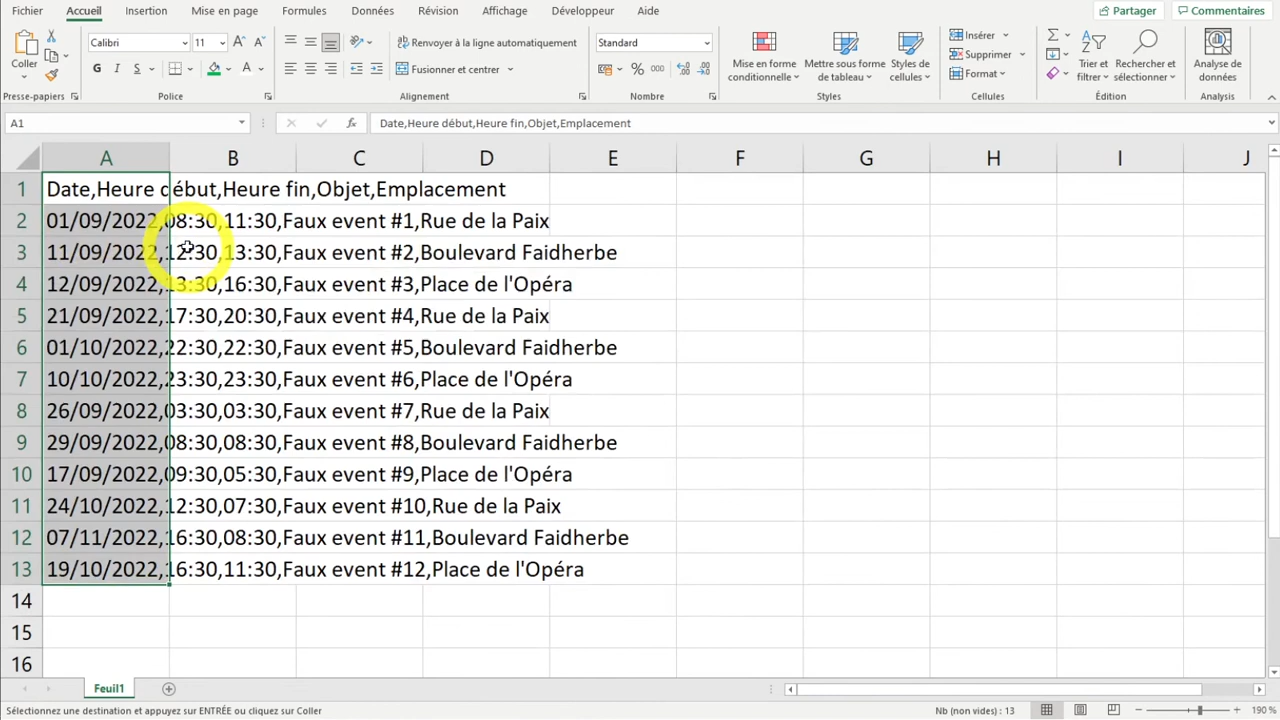 Fichier Accueil Insertion Mise en page Formules Données Révision Affichage Développeur Aide Partager Commentaires
Coller
Presse-papiers
Calibri 11
G I S
Police
Renvoyer à la ligne automatiquement
Fusionner et centrer
Alignement
Standard
% 000
Nombre
Mise en forme conditionnelle
Mettre sous forme de tableau
Styles de cellules
Styles
Insérer
Supprimer
Format
Cellules
Trier et filtrer
Rechercher et sélectionner
Édition
Analyse de données
Analysis
A1 fx Date,Heure début,Heure fin,Objet,Emplacement
A B C D E F G H I J
1 Date,Heure début,Heure fin,Objet,Emplacement
2 01/09/2022,08:30,11:30,Faux event #1,Rue de la Paix
3 11/09/2022,12:30,13:30,Faux event #2,Boulevard Faidherbe
4 12/09/2022,13:30,16:30,Faux event #3,Place de l'Opéra
5 21/09/2022,17:30,20:30,Faux event #4,Rue de la Paix
6 01/10/2022,22:30,22:30,Faux event #5,Boulevard Faidherbe
7 10/10/2022,23:30,23:30,Faux event #6,Place de l'Opéra
8 26/09/2022,03:30,03:30,Faux event #7,Rue de la Paix
9 29/09/2022,08:30,08:30,Faux event #8,Boulevard Faidherbe
10 17/09/2022,09:30,05:30,Faux event #9,Place de l'Opéra
11 24/10/2022,12:30,07:30,Faux event #10,Rue de la Paix
12 07/11/2022,16:30,08:30,Faux event #11,Boulevard Faidherbe
13 19/10/2022,16:30,11:30,Faux event #12,Place de l'Opéra
14
15
16
Feuil1
Sélectionnez une destination et appuyez sur ENTRÉE ou cliquez sur Coller Nb (non vides) : 13 190 %